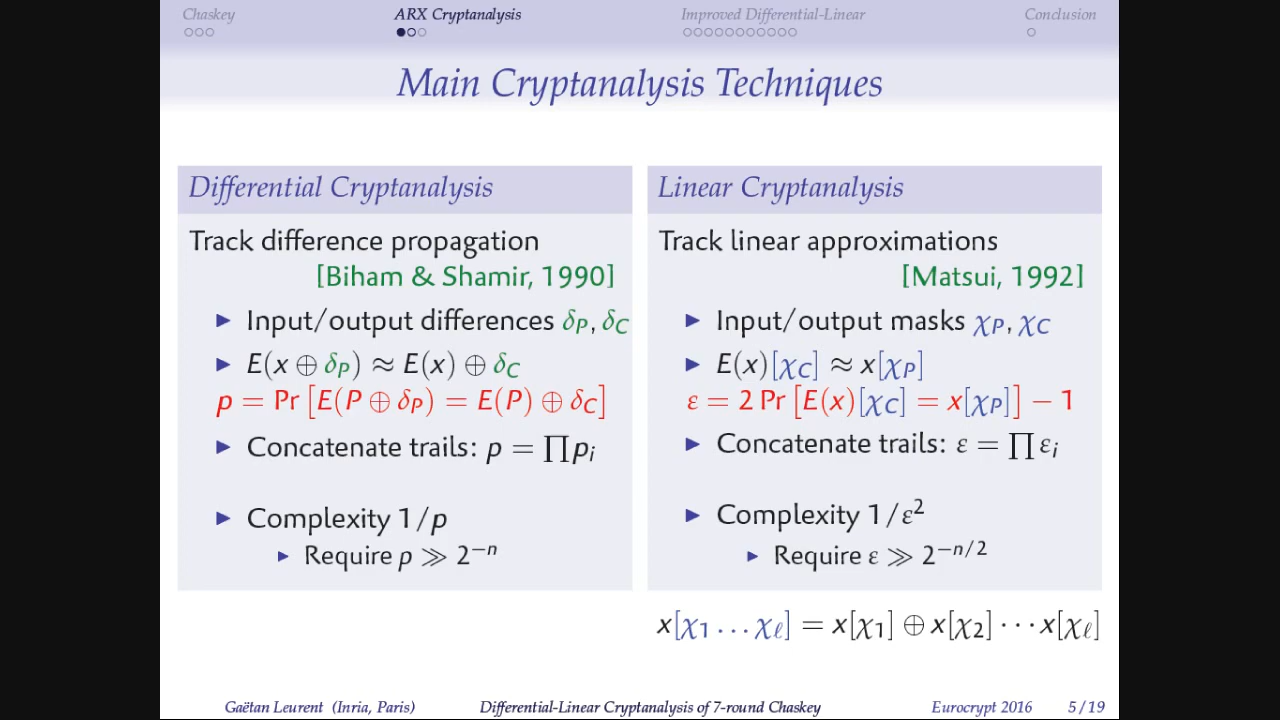 Chaskey
ARX Cryptanalysis
Improved Differential-Linear
Conclusion
Main Cryptanalysis Techniques
Differential Cryptanalysis
Track difference propagation
[Biham & Shamir, 1990]
▶ Input/output differences δP, δC
▶ E(x ⊕ δP) ≈ E(x) ⊕ δC
p = Pr [E(P ⊕ δP) = E(P) ⊕ δC]
▶ Concatenate trails: p = ∏ pi
▶ Complexity 1/p
▶ Require p ≫ 2^−n
Linear Cryptanalysis
Track linear approximations
[Matsui, 1992]
▶ Input/output masks χP, χC
▶ E(x)[χC] ≈ x[χP]
ε = 2 Pr [E(x)[χC] = x[χP]] − 1
▶ Concatenate trails: ε = ∏ εi
▶ Complexity 1/ε²
▶ Require ε ≫ 2^−n/2
x[χ1 … χℓ] = x[χ1] ⊕ x[χ2] ··· x[χℓ]
Gaëtan Leurent (Inria, Paris)
Differential-Linear Cryptanalysis of 7-round Chaskey
Eurocrypt 2016
5 / 19